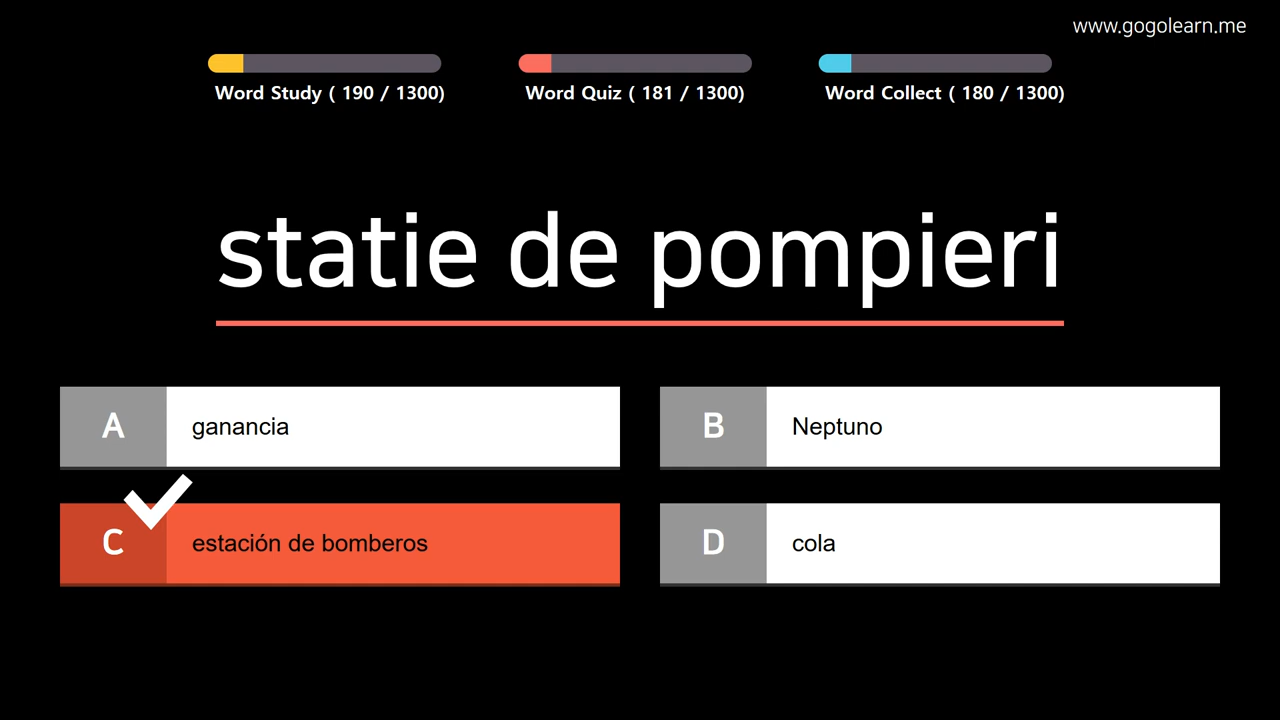 www.gogolearn.me
Word Study ( 190 / 1300)
Word Quiz ( 181 / 1300)
Word Collect ( 180 / 1300)
statie de pompieri
A ganancia
B Neptuno
C estación de bomberos
D cola